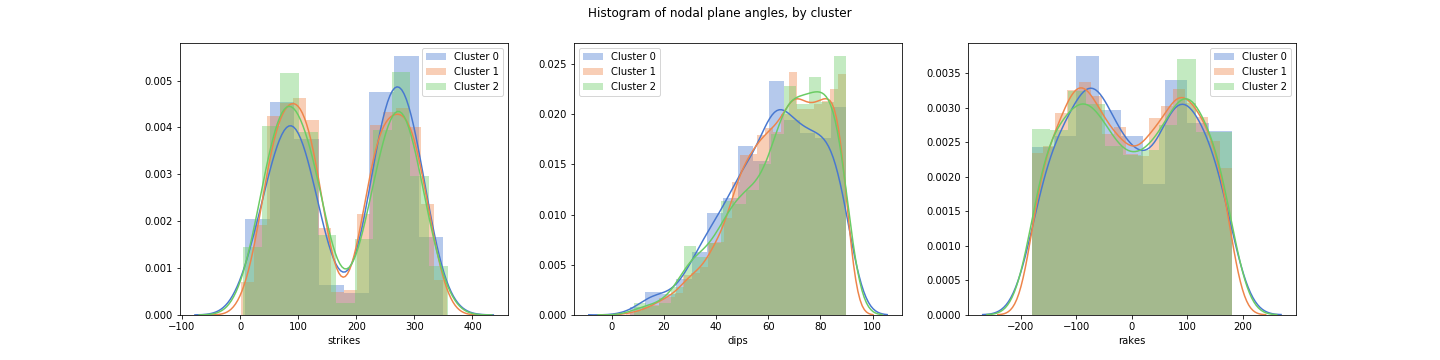 Histogram of nodal plane angles, by cluster
Cluster 0
Cluster 1
Cluster 2
0.005
0.004
0.003
0.002
0.001
0.000
−100
0
100
200
300
400
strikes
Cluster 0
Cluster 1
Cluster 2
0.025
0.020
0.015
0.010
0.005
0.000
0
20
40
60
80
100
dips
Cluster 0
Cluster 1
Cluster 2
0.0035
0.0030
0.0025
0.0020
0.0015
0.0010
0.0005
0.0000
−200
−100
0
100
200
rakes